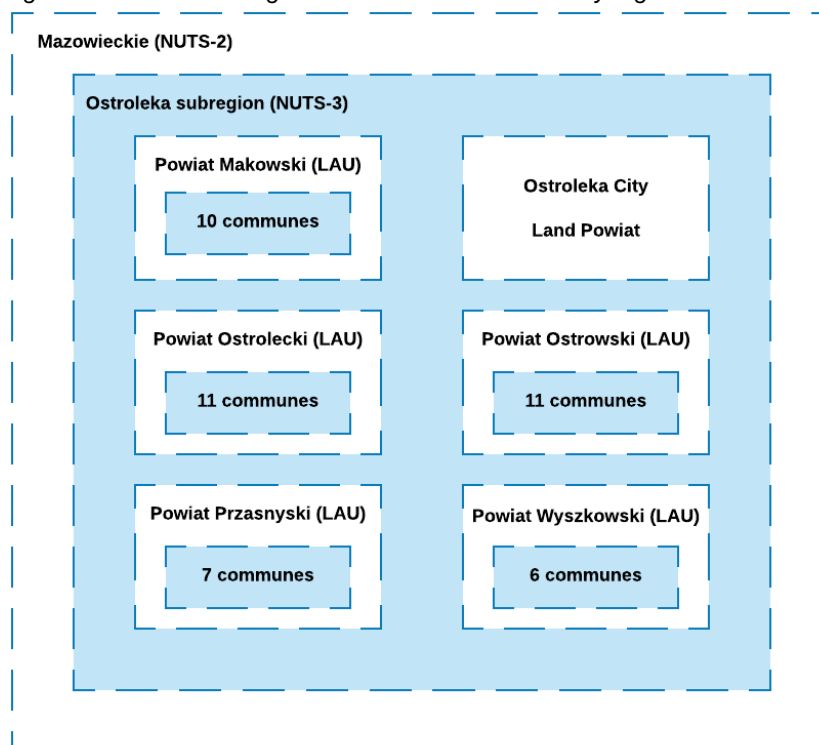 Mazowieckie (NUTS-2)
Ostroleka subregion (NUTS-3)
Powiat Makowski (LAU)
10 communes
Ostroleka City
Land Powiat
Powiat Ostrolecki (LAU)
11 communes
Powiat Ostrowski (LAU)
11 communes
Powiat Przasnyski (LAU)
7 communes
Powiat Wyszkowski (LAU)
6 communes